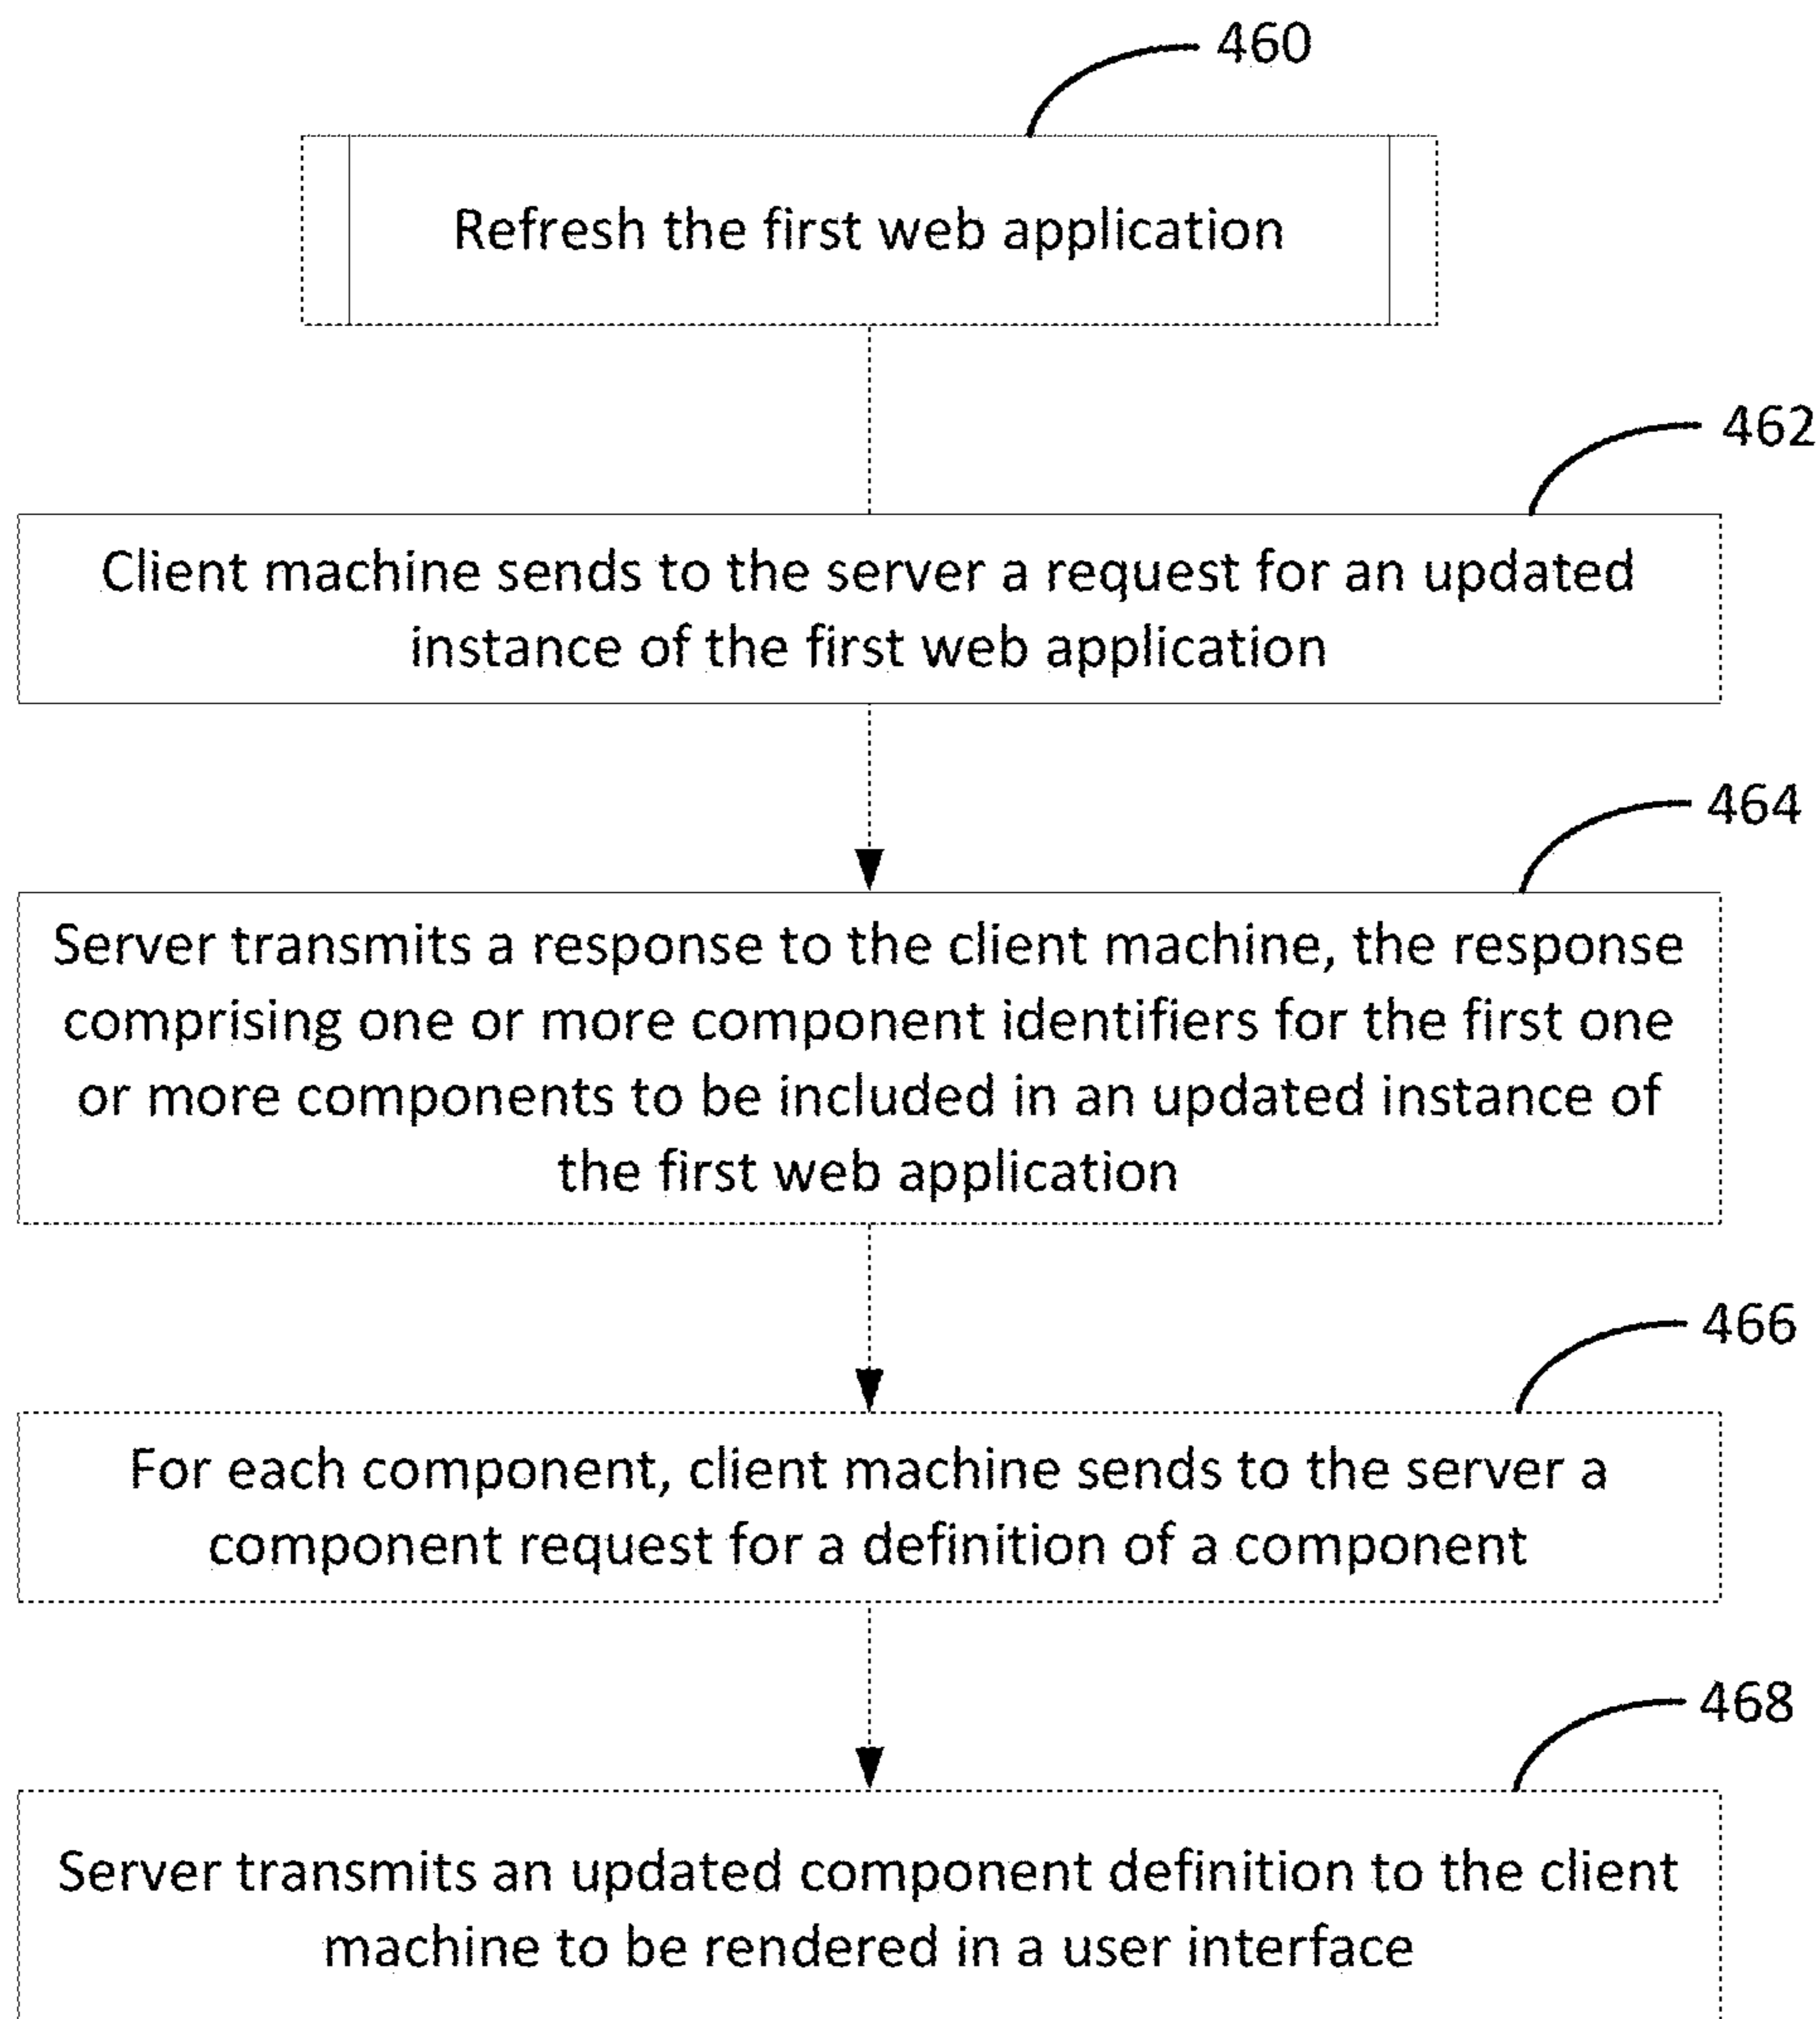 460
Refresh the first web application
462
Client machine sends to the server a request for an updated
instance of the first web application
464
Server transmits a response to the client machine, the response
comprising one or more component identifiers for the first one
or more components to be included in an updated instance of
the first web application
466
For each component, client machine sends to the server a
component request for a definition of a component
468
Server transmits an updated component definition to the client
machine to be rendered in a user interface